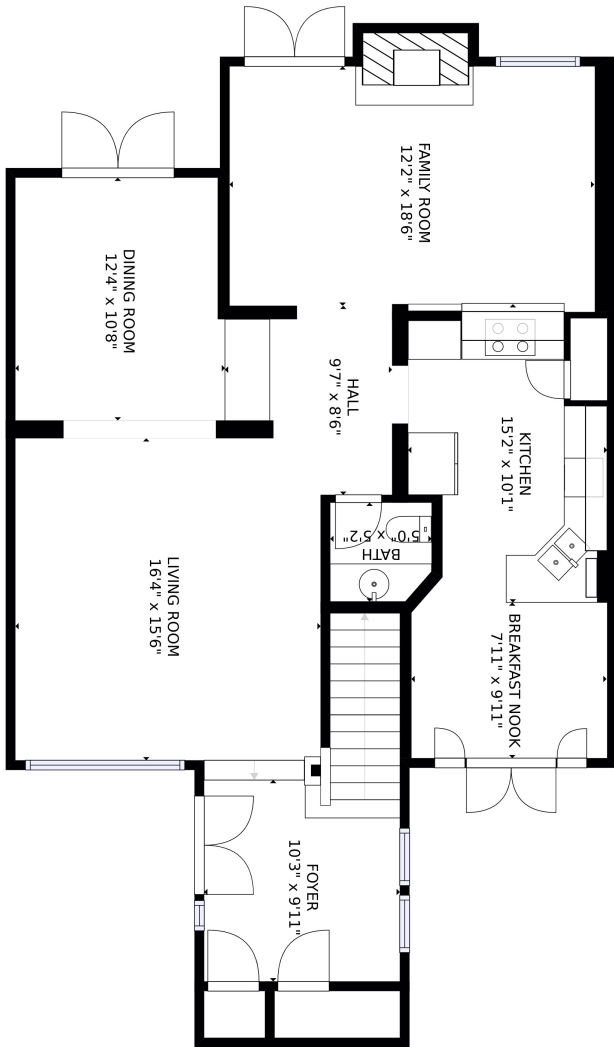 FAMILY ROOM
12'2" x 18'6"
DINING ROOM
12'4" x 10'8"
HALL
9'7" x 8'6"
KITCHEN
15'2" x 10'1"
BATH
5'0" x 5'2"
LIVING ROOM
16'4" x 15'6"
BREAKFAST NOOK
7'11" x 9'11"
FOYER
10'3" x 9'11"